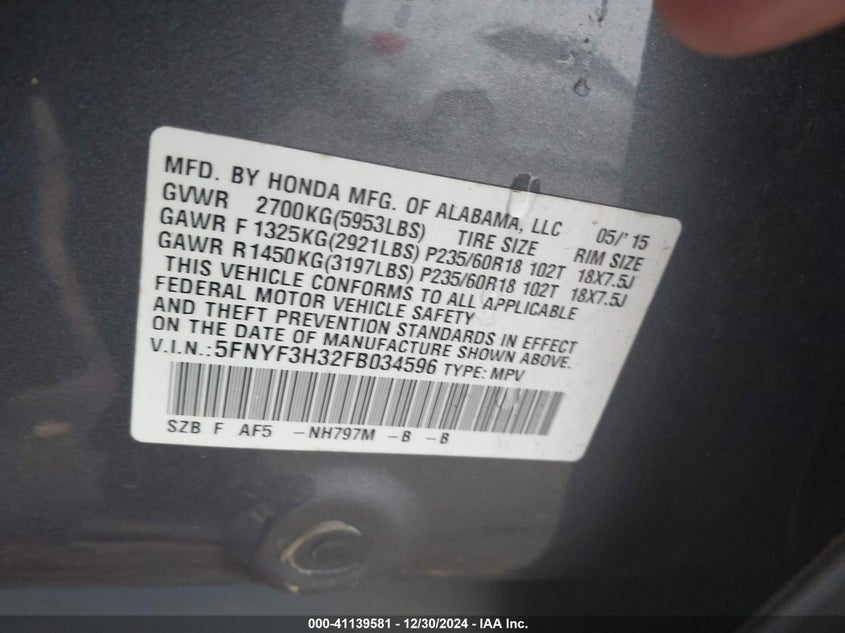 MFD. BY HONDA MFG. OF ALABAMA, LLC 05/'15
GVWR 2700KG(5953LBS) TIRE SIZE RIM SIZE
GAWR F 1325KG(2921LBS) P235/60R18 102T 18X7.5J
GAWR R1450KG(3197LBS) P235/60R18 102T 18X7.5J
THIS VEHICLE CONFORMS TO ALL APPLICABLE
FEDERAL MOTOR VEHICLE SAFETY
AND THEFT PREVENTION STANDARDS IN EFFECT
ON THE DATE OF MANUFACTURE SHOWN ABOVE.
V.I.N.: 5FNYF3H32FB034596 TYPE: MPV
SZB F AF5 -NH797M -B -B
000-41139581 - 12/30/2024 - IAA Inc.